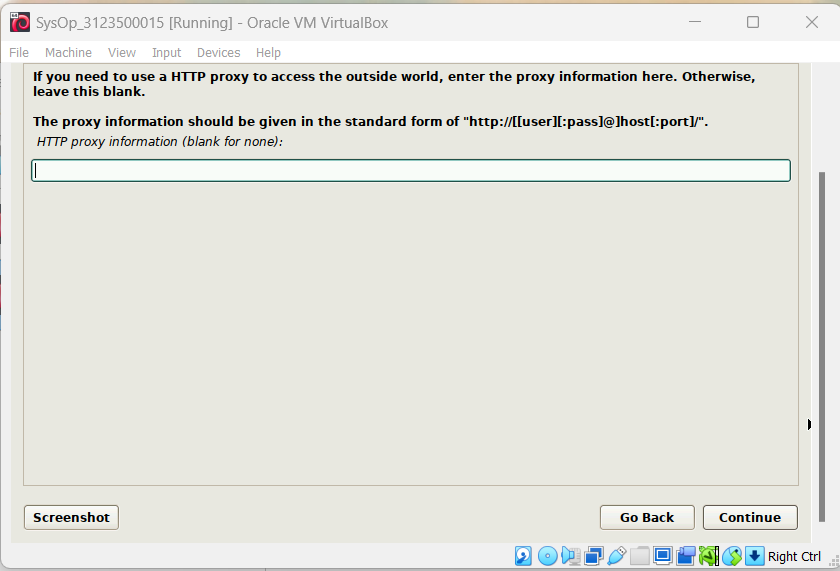 SysOp_3123500015 [Running] - Oracle VM VirtualBox
File Machine View Input Devices Help
If you need to use a HTTP proxy to access the outside world, enter the proxy information here. Otherwise,
leave this blank.
The proxy information should be given in the standard form of "http://[[user][:pass]@]host[:port]/".
HTTP proxy information (blank for none):
Screenshot Go Back Continue
Right Ctrl